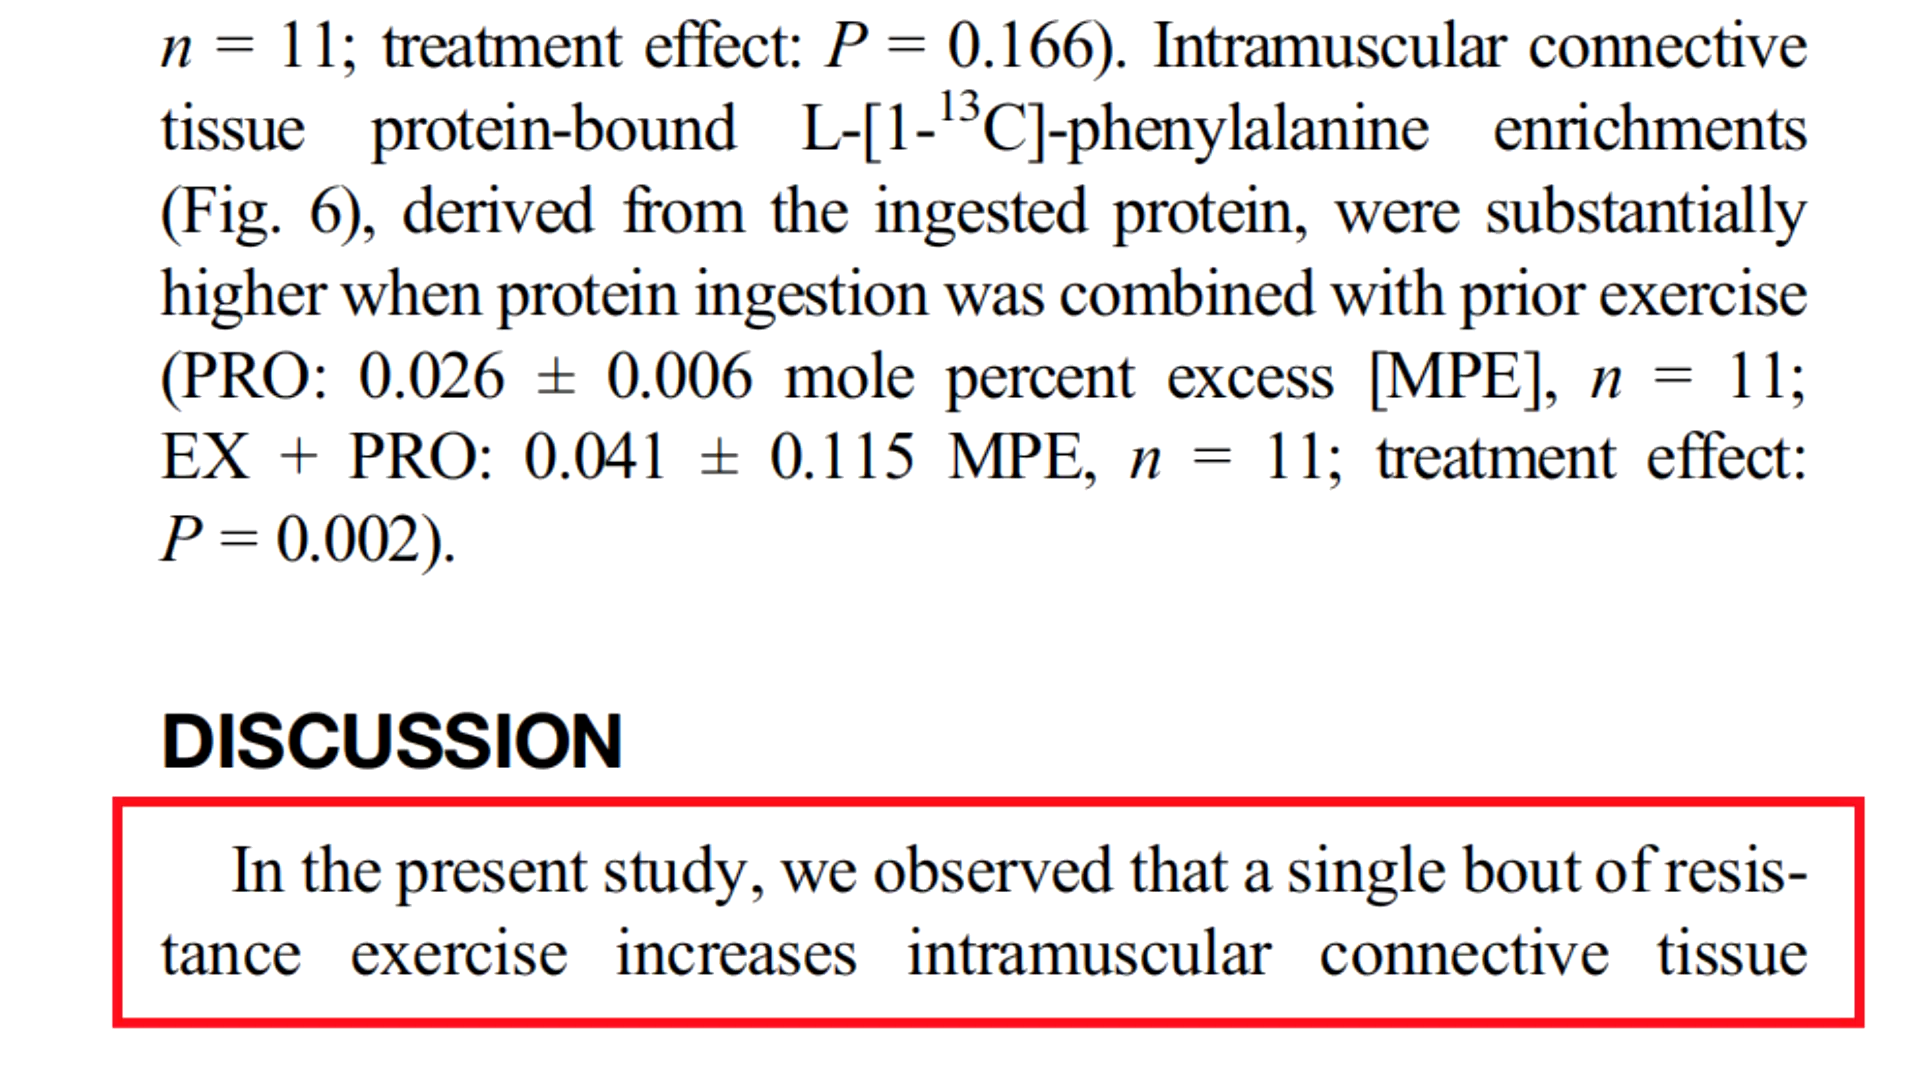 n = 11; treatment effect: P = 0.166). Intramuscular connective
tissue protein-bound L-[1-¹³C]-phenylalanine enrichments
(Fig. 6), derived from the ingested protein, were substantially
higher when protein ingestion was combined with prior exercise
(PRO: 0.026 ± 0.006 mole percent excess [MPE], n = 11;
EX + PRO: 0.041 ± 0.115 MPE, n = 11; treatment effect:
P = 0.002).
DISCUSSION
In the present study, we observed that a single bout of resis-
tance exercise increases intramuscular connective tissue